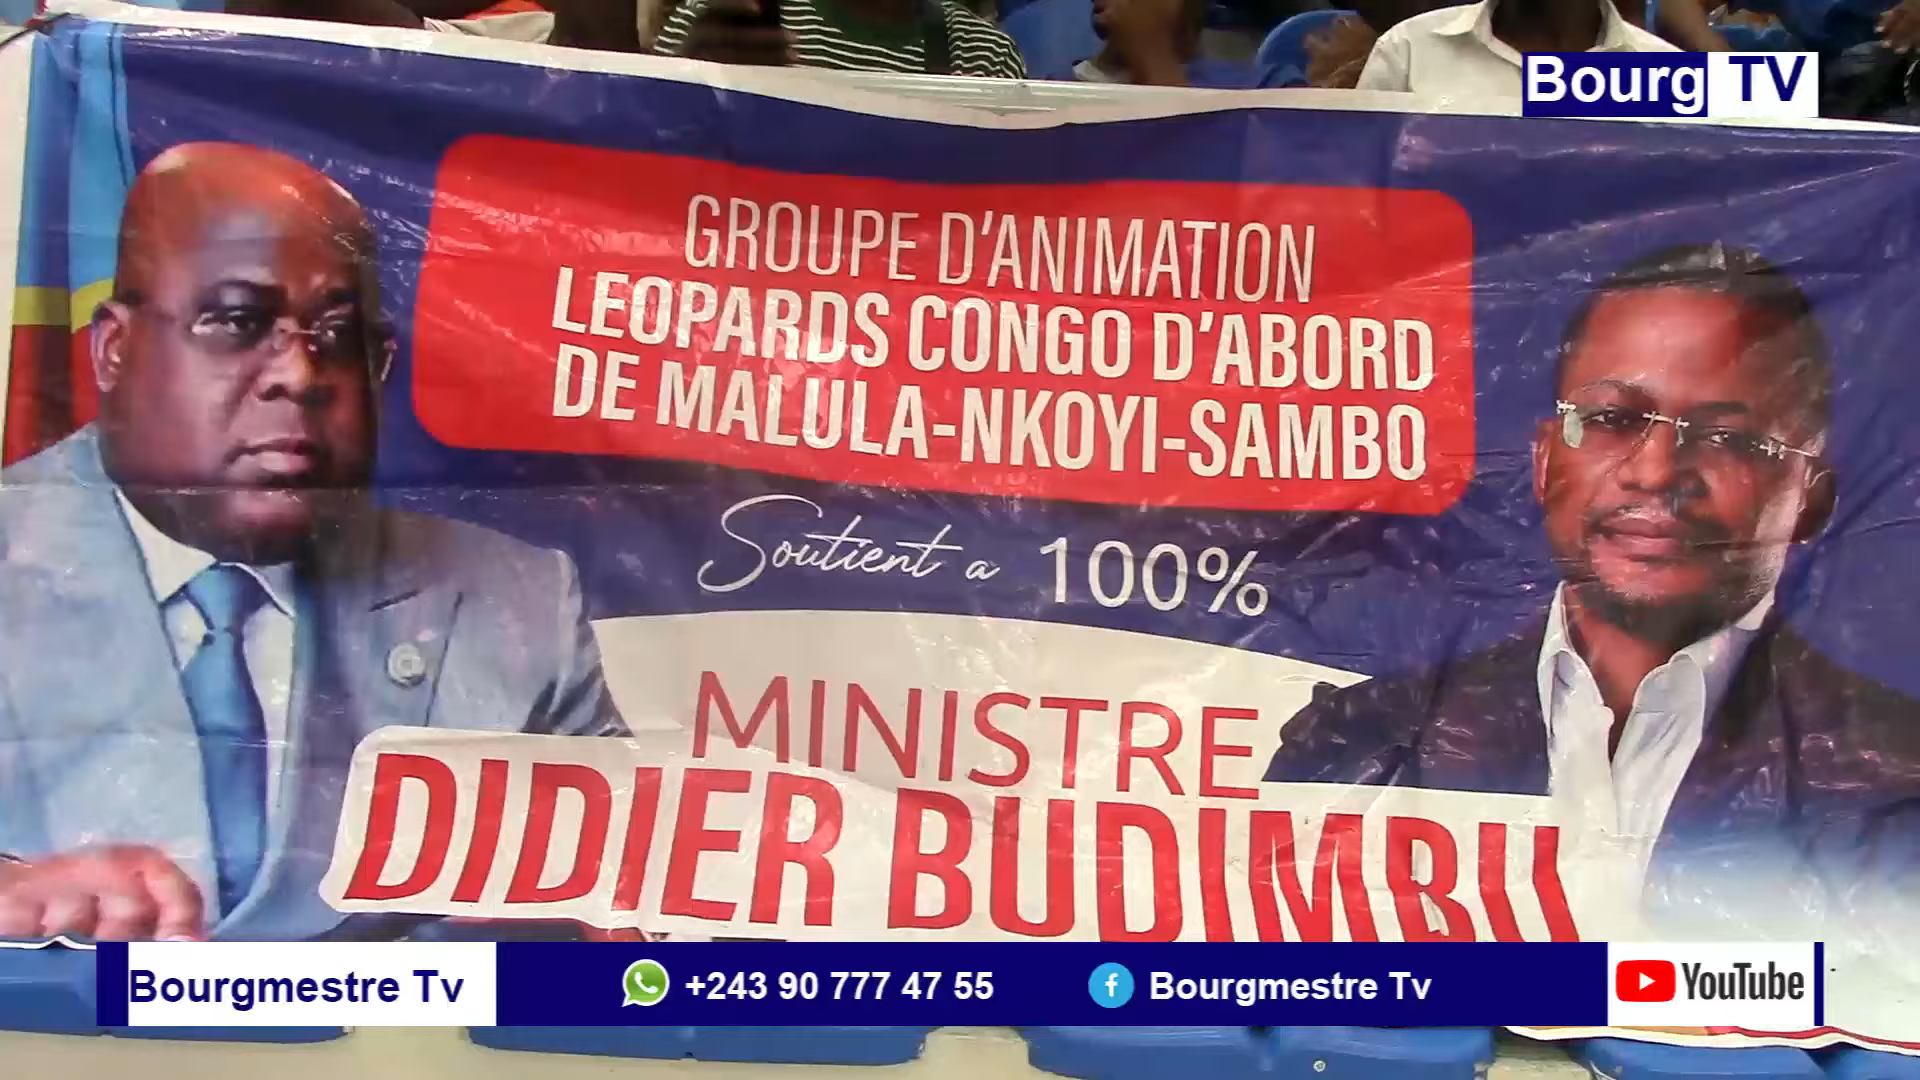 Bourg TV
GROUPE D'ANIMATION
LEOPARDS CONGO D'ABORD
DE MALULA-NKOYI-SAMBO
Soutient a 100%
MINISTRE
DIDIER BUDIMBU
Bourgmestre Tv
+243 90 777 47 55
Bourgmestre Tv
YouTube